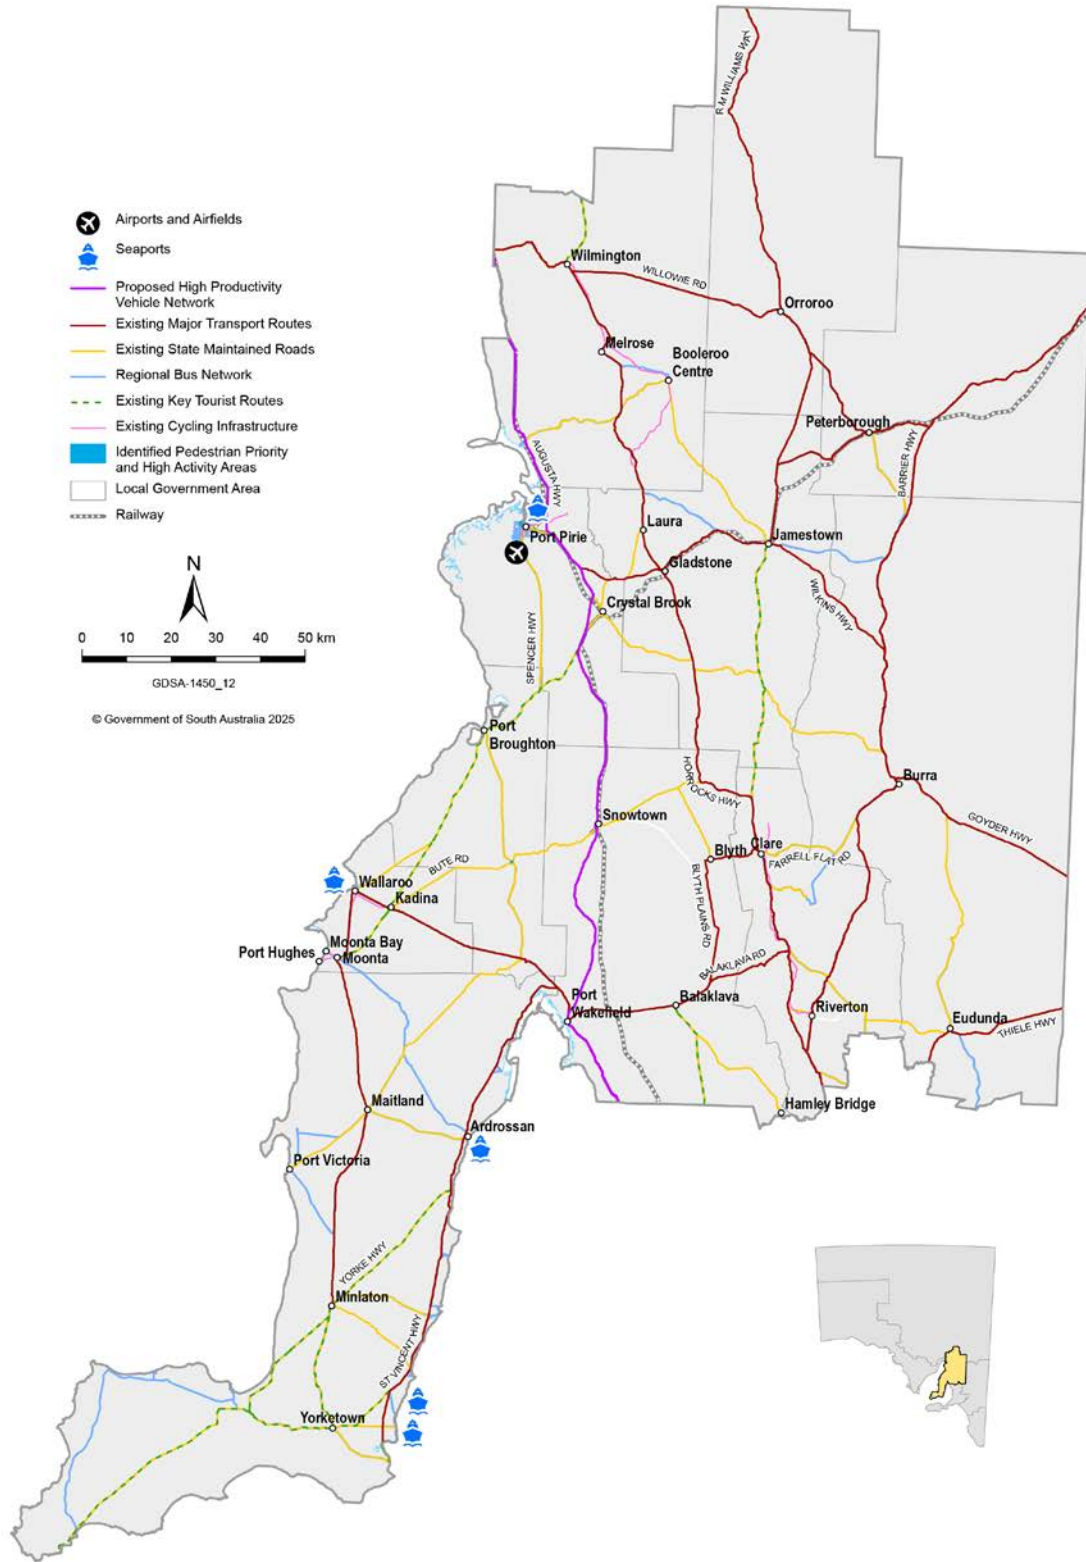 Airports and Airfields
Seaports
Proposed High Productivity
Vehicle Network
Existing Major Transport Routes
Existing State Maintained Roads
Regional Bus Network
Existing Key Tourist Routes
Existing Cycling Infrastructure
Identified Pedestrian Priority
and High Activity Areas
Local Government Area
Railway
N
0 10 20 30 40 50 km
GDSA-1450_12
© Government of South Australia 2025
R M WILLIAMS WAY
Wilmington
WILLOWIE RD
Orroroo
Melrose
Booleroo
Centre
Peterborough
AUGUSTA HWY
BARRIER HWY
Port Pirie
Laura
Jamestown
Gladstone
Crystal Brook
WILKINS HWY
SPENCER HWY
Port
Broughton
HORROCKS HWY
Burra
GOYDER HWY
Snowtown
Blyth
Clare
FARRELL FLAT RD
BUTE RD
Wallaroo
Kadina
BLYTH PLAINS RD
Moonta Bay
Port Hughes
Moonta
BALAKLAVA RD
Port
Wakefield
Balaklava
Riverton
Eudunda
THIELE HWY
Maitland
Hamley Bridge
Ardrossan
Port Victoria
YORKE HWY
Minlaton
ST VINCENT HWY
Yorketown